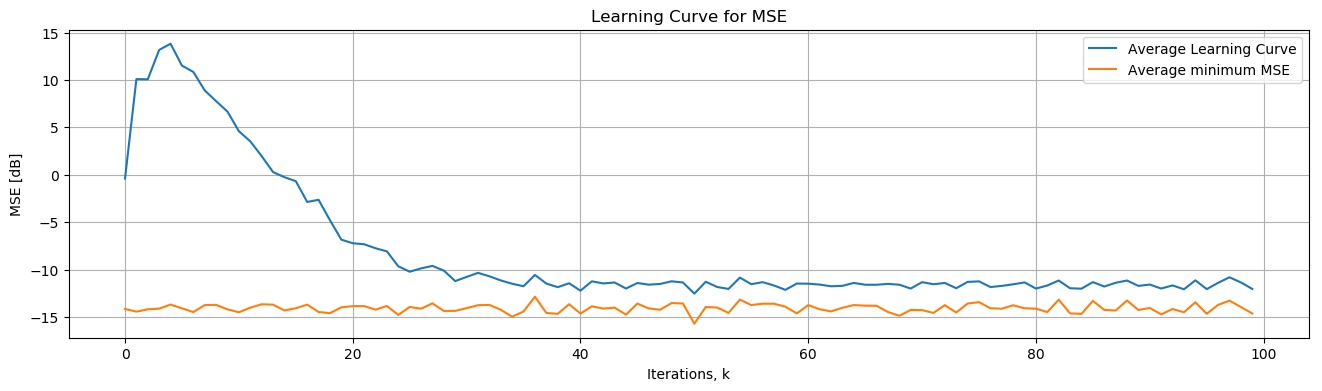 Learning Curve for MSE
Average Learning Curve
Average minimum MSE
MSE [dB]
15
10
5
0
−5
−10
−15
0
20
40
60
80
100
Iterations, k